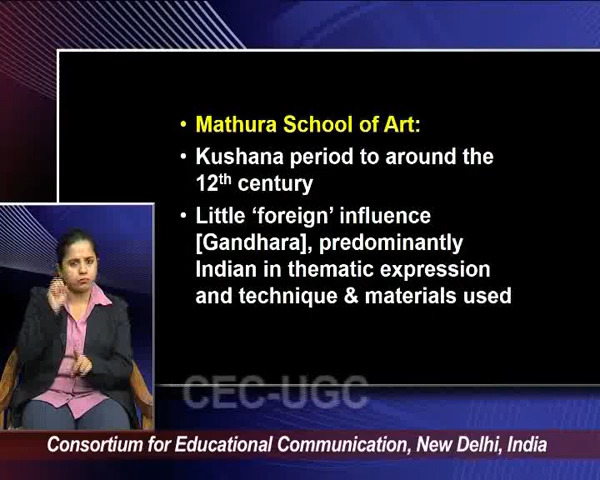 • Mathura School of Art:
• Kushana period to around the
12th century
• Little ‘foreign’ influence
[Gandhara], predominantly
Indian in thematic expression
and technique & materials used
CEC-UGC
Consortium for Educational Communication, New Delhi, India